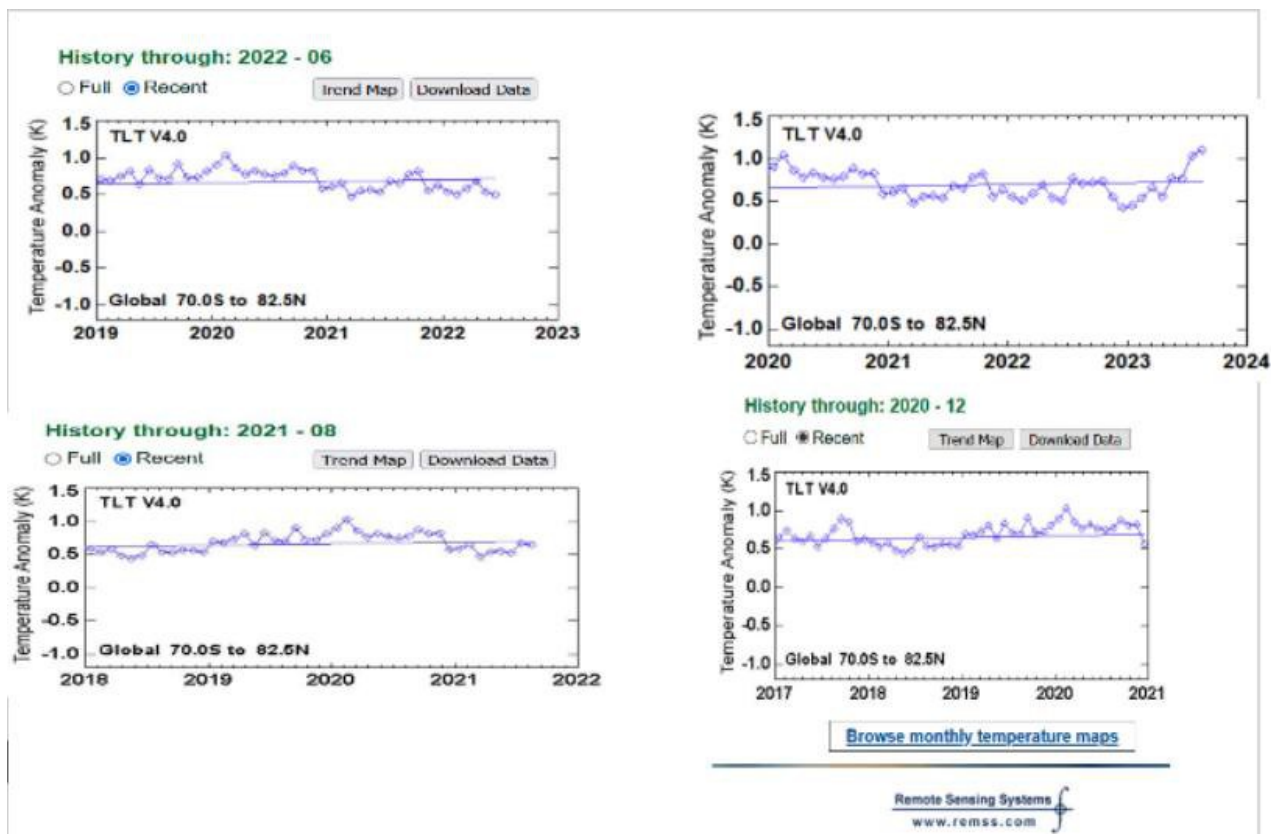 History through: 2022 - 06
Full Recent Trend Map Download Data
Temperature Anomaly (K)
1.5
1.0
0.5
0.0
-0.5
-1.0
TLT V4.0
Global 70.0S to 82.5N
2019 2020 2021 2022 2023
Temperature Anomaly (K)
1.5
1.0
0.5
0.0
-0.5
-1.0
TLT V4.0
Global 70.0S to 82.5N
2020 2021 2022 2023 2024
History through: 2021 - 08
Full Recent Trend Map Download Data
Temperature Anomaly (K)
1.5
1.0
0.5
0.0
-0.5
-1.0
TLT V4.0
Global 70.0S to 82.5N
2018 2019 2020 2021 2022
History through: 2020 - 12
Full Recent Trend Map Download Data
Temperature Anomaly (K)
1.5
1.0
0.5
0.0
-0.5
-1.0
TLT V4.0
Global 70.0S to 82.5N
2017 2018 2019 2020 2021
Browse monthly temperature maps
Remote Sensing Systems
www.remss.com